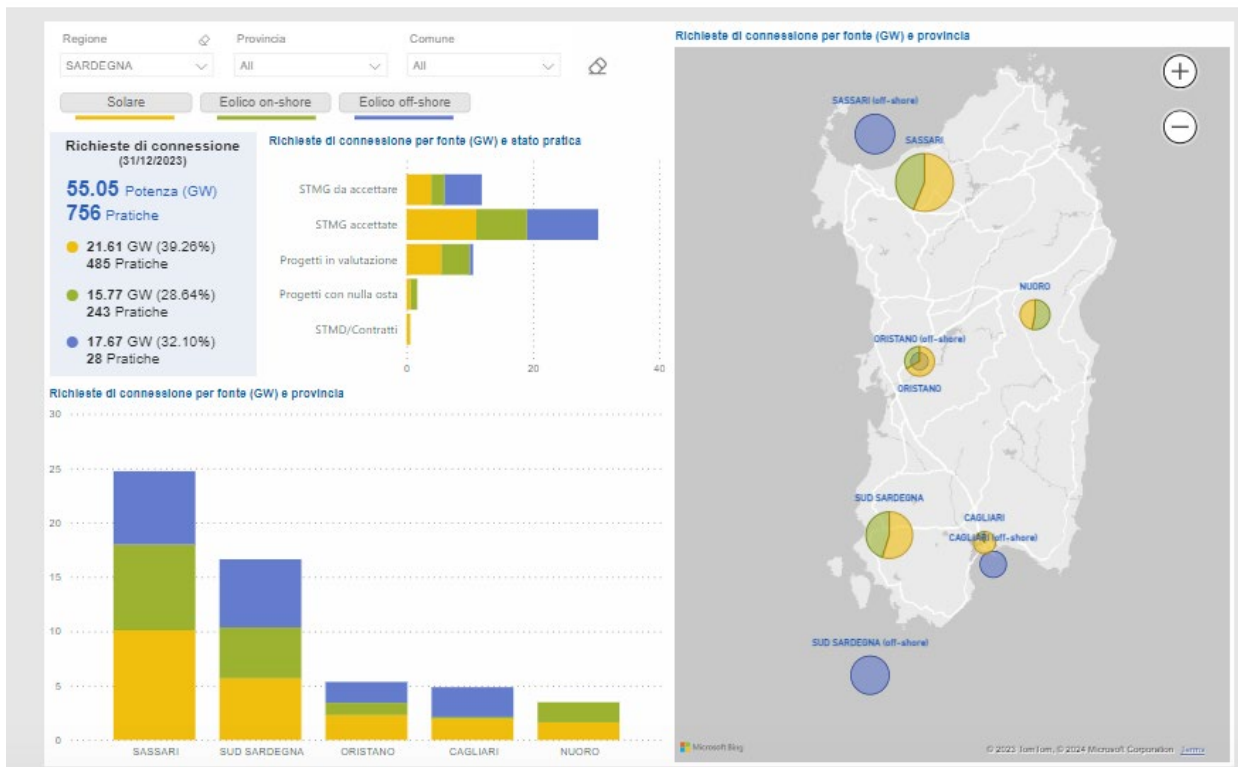 Regione
Provincia
Comune
SARDEGNA
All
All
Solare
Eolico on-shore
Eolico off-shore
Richieste di connessione
(31/12/2023)
55.05 Potenza (GW)
756 Pratiche
21.61 GW (39.26%)
485 Pratiche
15.77 GW (28.64%)
243 Pratiche
17.67 GW (32.10%)
28 Pratiche
Richieste di connessione per fonte (GW) e stato pratica
STMG da accettare
STMG accettate
Progetti in valutazione
Progetti con nulla osta
STMD/Contratti
0
20
40
Richieste di connessione per fonte (GW) e provincia
30
25
20
15
10
5
0
SASSARI
SUD SARDEGNA
ORISTANO
CAGLIARI
NUORO
Richieste di connessione per fonte (GW) e provincia
SASSARI (off-shore)
SASSARI
NUORO
ORISTANO (off-shore)
ORISTANO
SUD SARDEGNA
CAGLIARI
CAGLIARI (off-shore)
SUD SARDEGNA (off-shore)
Microsoft Bing
© 2023 TomTom, © 2024 Microsoft Corporation Terms